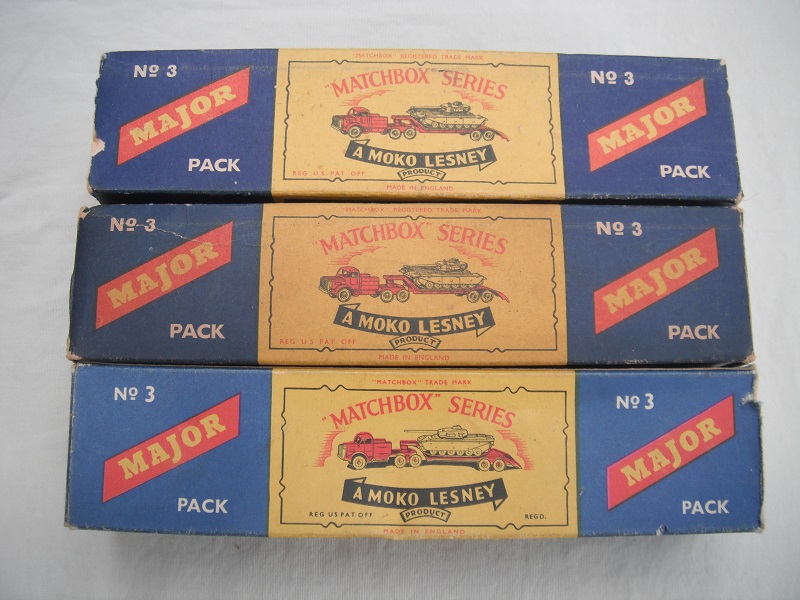 "MATCHBOX" REGISTERED TRADE MARK
Nº 3
MAJOR
PACK
"MATCHBOX" SERIES
A MOKO LESNEY
PRODUCT
REG U.S. PAT. OFF
MADE IN ENGLAND
Nº 3
MAJOR
PACK
"MATCHBOX" REGISTERED TRADE MARK
Nº 3
MAJOR
PACK
"MATCHBOX" SERIES
A MOKO LESNEY
PRODUCT
REG U.S. PAT OFF
MADE IN ENGLAND
Nº 3
MAJOR
PACK
"MATCHBOX" TRADE MARK
Nº 3
MAJOR
PACK
"MATCHBOX" SERIES
A MOKO LESNEY
PRODUCT
REG US PAT OFF
REGD.
MADE IN ENGLAND
Nº 3
MAJOR
PACK